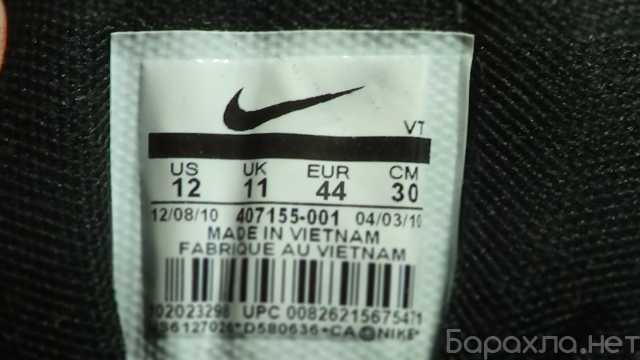 VT
US UK EUR CM
12 11 44 30
12/08/10 407155-001 04/03/10
MADE IN VIETNAM
FABRIQUE AU VIETNAM
UPC 00826215675471
Барахла.нет